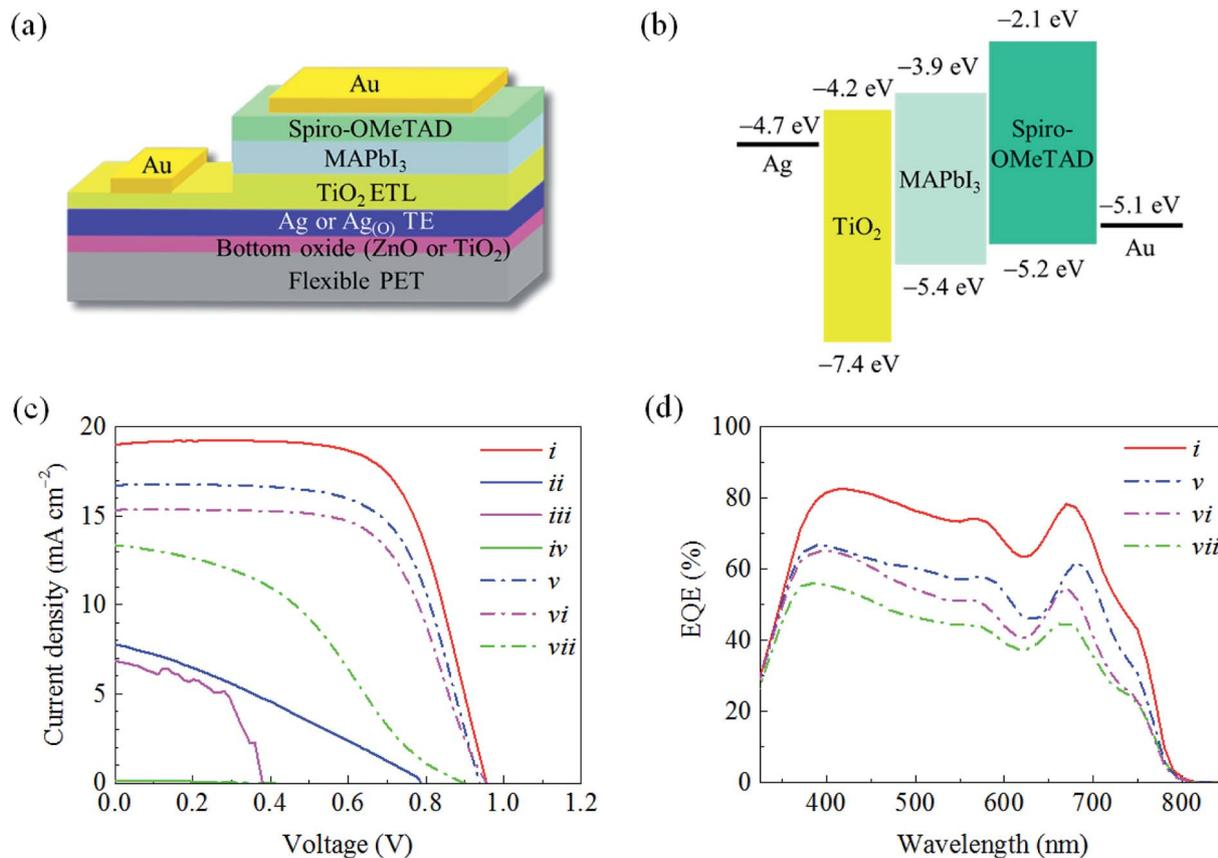 (a)
Au
Spiro-OMeTAD
Au
MAPbI₃
TiO₂ ETL
Ag or Ag₍O₎ TE
Bottom oxide (ZnO or TiO₂)
Flexible PET
(b)
−2.1 eV
−3.9 eV
−4.2 eV
−4.7 eV
Ag
Spiro-
OMeTAD
MAPbI₃
TiO₂
−5.1 eV
Au
−5.2 eV
−5.4 eV
−7.4 eV
(c)
Current density (mA cm⁻²)
20
15
10
5
0
0.0 0.2 0.4 0.6 0.8 1.0 1.2
Voltage (V)
i
ii
iii
iv
v
vi
vii
(d)
EQE (%)
100
80
60
40
20
0
400 500 600 700 800
Wavelength (nm)
i
v
vi
vii